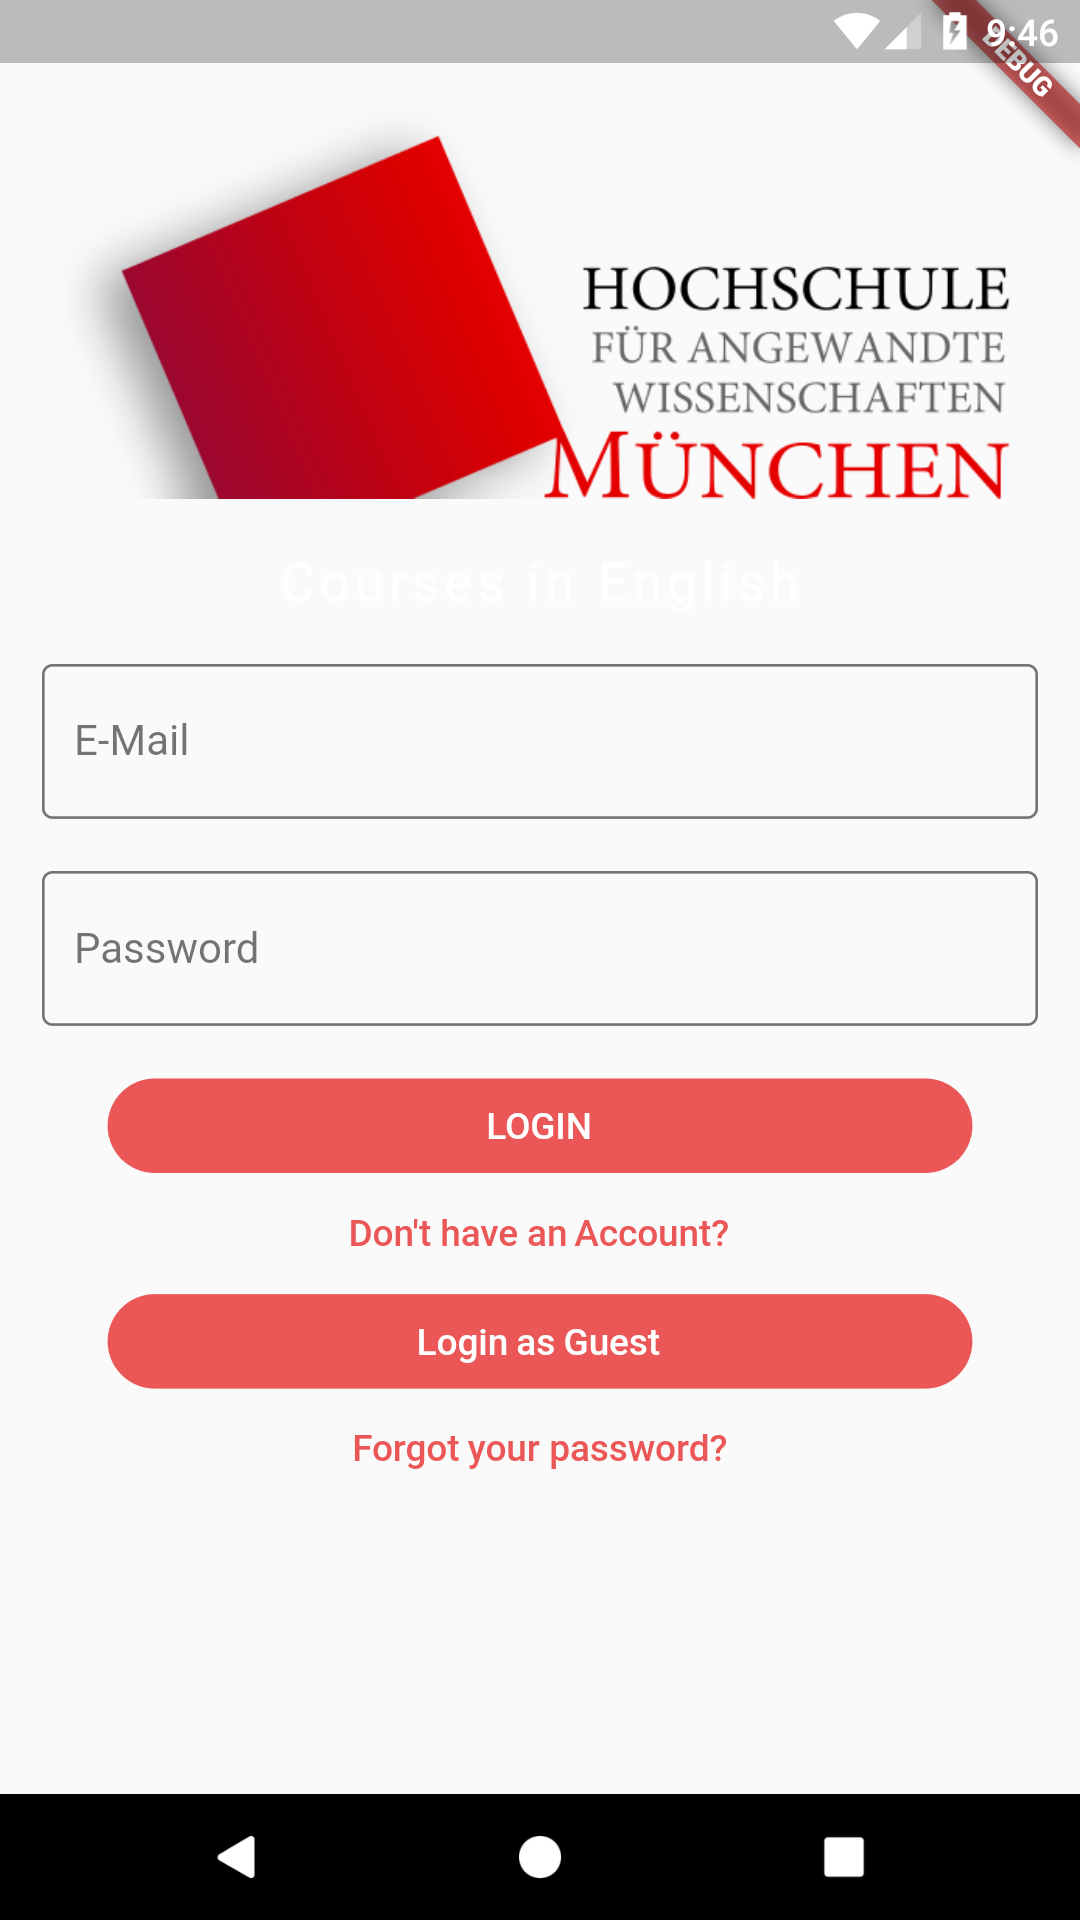 9:46
DEBUG
HOCHSCHULE
FÜR ANGEWANDTE
WISSENSCHAFTEN
MÜNCHEN
Courses in English
E-Mail
Password
LOGIN
Don't have an Account?
Login as Guest
Forgot your password?